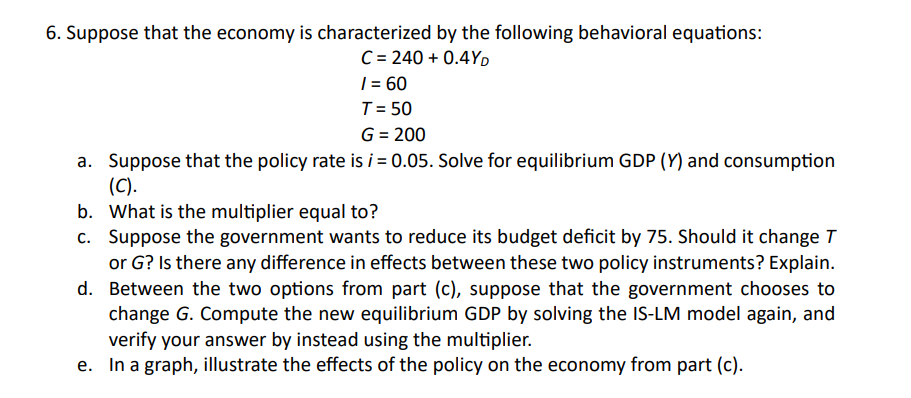 6. Suppose that the economy is characterized by the following behavioral equations:
C = 240 + 0.4Y_D
I = 60
T = 50
G = 200
a. Suppose that the policy rate is i = 0.05. Solve for equilibrium GDP (Y) and consumption
(C).
b. What is the multiplier equal to?
c. Suppose the government wants to reduce its budget deficit by 75. Should it change T
or G? Is there any difference in effects between these two policy instruments? Explain.
d. Between the two options from part (c), suppose that the government chooses to
change G. Compute the new equilibrium GDP by solving the IS-LM model again, and
verify your answer by instead using the multiplier.
e. In a graph, illustrate the effects of the policy on the economy from part (c).